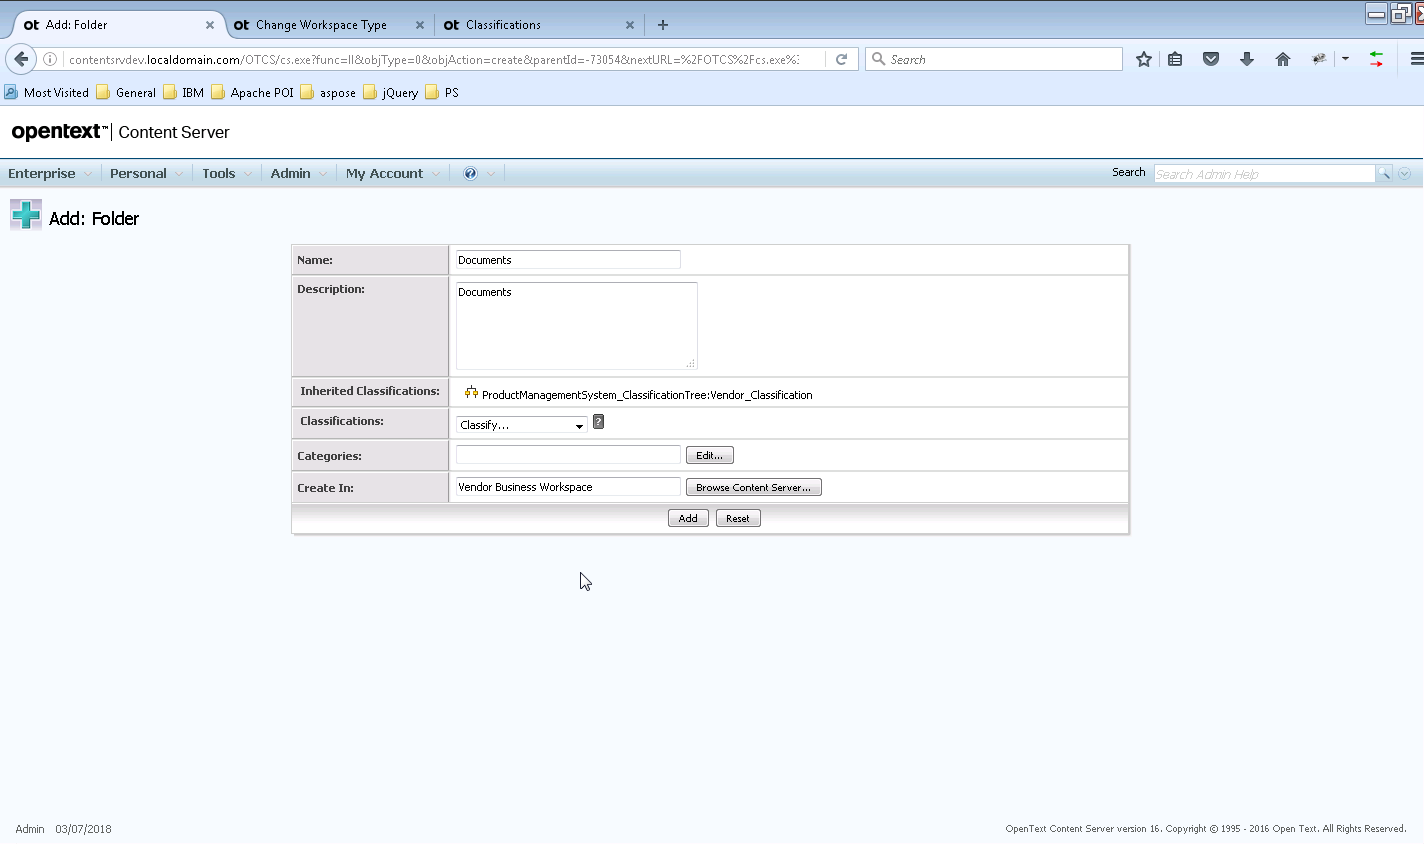 ot Add: Folder
ot Change Workspace Type
ot Classifications
contentsrvdev.localdomain.com/OTCS/cs.exe?func=ll&objType=0&objAction=create&parentId=-73054&nextURL=%2FOTCS%2Fcs.exe%3
Search
Most Visited General IBM Apache POI aspose jQuery PS
opentext™ | Content Server
Enterprise Personal Tools Admin My Account ?
Search Search Admin Help
Add: Folder
Name: Documents
Description: Documents
Inherited Classifications: ProductManagementSystem_ClassificationTree:Vendor_Classification
Classifications: Classify... ?
Categories: Edit...
Create In: Vendor Business Workspace Browse Content Server...
Add Reset
Admin 03/07/2018
OpenText Content Server version 16. Copyright © 1995 - 2016 Open Text. All Rights Reserved.